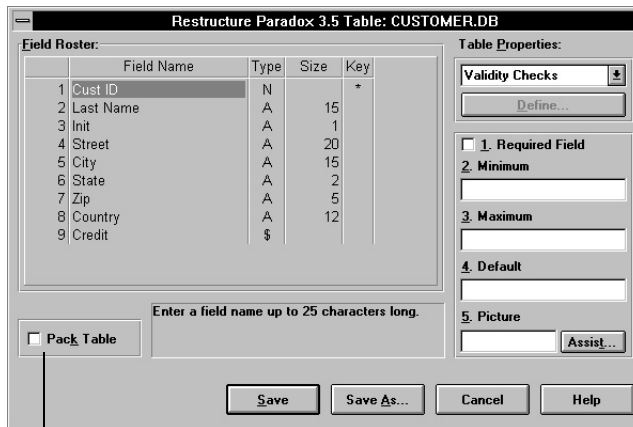 Restructure Paradox 3.5 Table: CUSTOMER.DB
Field Roster:
Field Name Type Size Key
1 Cust ID N *
2 Last Name A 15
3 Init A 1
4 Street A 20
5 City A 15
6 State A 2
7 Zip A 5
8 Country A 12
9 Credit $
Enter a field name up to 25 characters long.
Pack Table
Table Properties:
Validity Checks
Define...
1. Required Field
2. Minimum
3. Maximum
4. Default
5. Picture
Assist...
Save Save As... Cancel Help